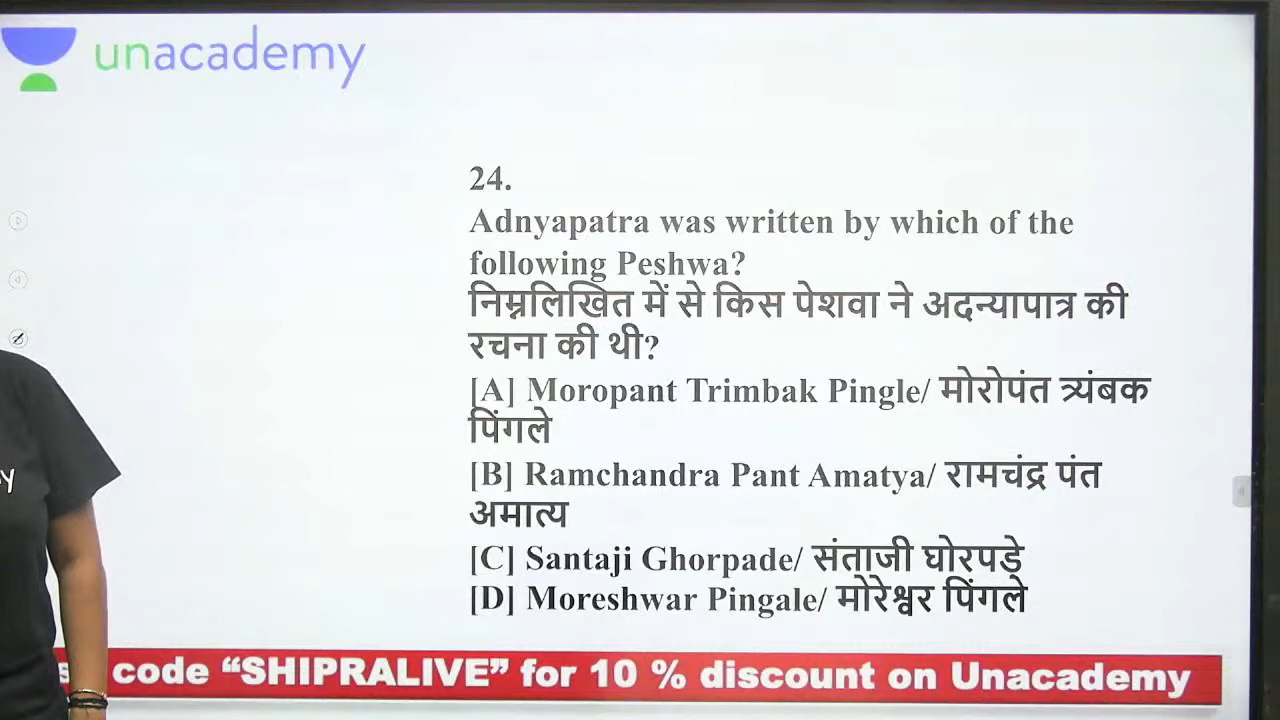 unacademy
24.
Adnyapatra was written by which of the
following Peshwa?
निम्नलिखित में से किस पेशवा ने अदन्यापात्र की
रचना की थी?
[A] Moropant Trimbak Pingle/ मोरोपंत त्र्यंबक
पिंगले
[B] Ramchandra Pant Amatya/ रामचंद्र पंत
अमात्य
[C] Santaji Ghorpade/ संताजी घोरपडे
[D] Moreshwar Pingale/ मोरेश्वर पिंगले
code “SHIPRALIVE” for 10 % discount on Unacademy